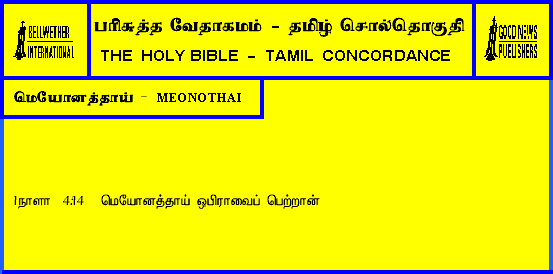 BELLWETHER
INTERNATIONAL
பரிசுத்த வேதாகமம் - தமிழ் சொல்தொகுதி
THE HOLY BIBLE - TAMIL CONCORDANCE
GOOD NEWS
PUBLISHERS
மெயோனத்தாய் - MEONOTHAI
1நாளா 4:14 மெயோனத்தாய் ஒபிராவைப் பெற்றான்